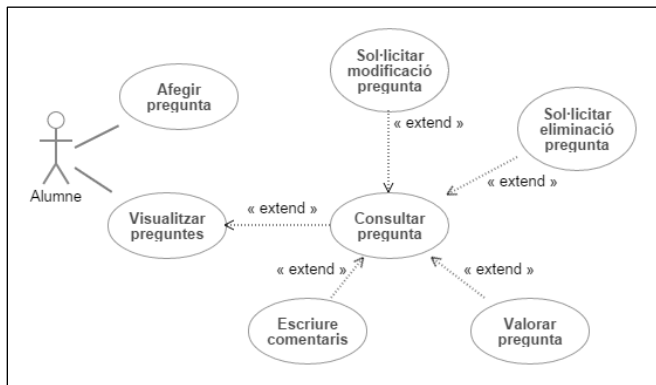 Sol·licitar
modificació
pregunta
Afegir
pregunta
Sol·licitar
eliminació
pregunta
« extend »
« extend »
Alumne
Visualitzar
preguntes
« extend »
Consultar
pregunta
« extend »
« extend »
Escriure
comentaris
Valorar
pregunta